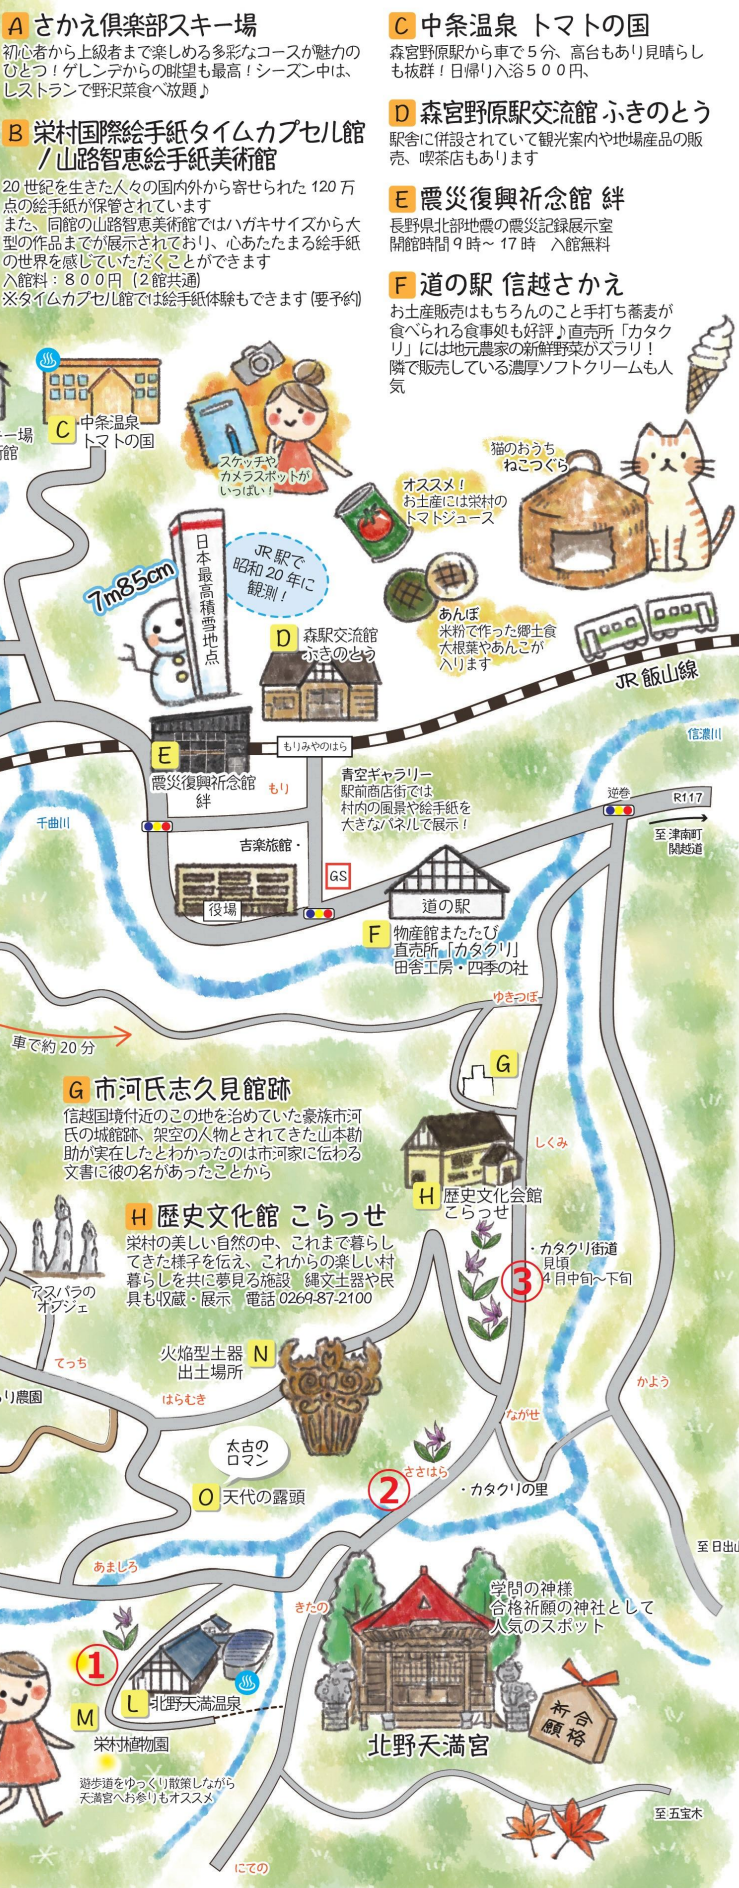 A さかえ倶楽部スキー場
初心者から上級者まで楽しめる多彩なコースが魅力の
ひとつ！ゲレンデからの眺望も最高！シーズン中は、
レストランで野沢菜食べ放題♪
B 栄村国際絵手紙タイムカプセル館
/ 山路智恵絵手紙美術館
20 世紀を生きた人々の国内外から寄せられた 120 万
点の絵手紙が保管されています
また、同館の山路智恵美術館ではハガキサイズから大
型の作品までが展示されており、心あたたまる絵手紙
の世界を感じていただくことができます
入館料：８００円（２館共通）
※タイムカプセル館では絵手紙体験もできます (要予約)
C 中条温泉 トマトの国
森宮野原駅から車で５分、高台もあり見晴らし
も抜群！日帰り入浴５００円、
D 森宮野原駅交流館 ふきのとう
駅舎に併設されていて観光案内や地場産品の販
売、喫茶店もあります
E 震災復興祈念館 絆
長野県北部地震の震災記録展示室
開館時間９時～17 時　入館無料
F 道の駅 信越さかえ
お土産販売はもちろんのこと手打ち蕎麦が
食べられる食事処も好評♪直売所「カタク
リ」には地元農家の新鮮野菜がズラリ！
隣で販売している濃厚ソフトクリームも人
気
ー場
館
C 中条温泉
トマトの国
スケッチや
カメラスポットが
いっぱい！
オススメ！
お土産には栄村の
トマトジュース
猫のおうち
ねこつぐら
7m85cm
日本最高積雪地点
JR 駅で
昭和 20 年に
観測！
あんぼ
米粉で作った郷土食
大根葉やあんこが
入ります
D 森駅交流館
ふきのとう
JR 飯山線
E
震災復興祈念館
絆
もりみやのはら
もり
青空ギャラリー
駅前商店街では
村内の風景や絵手紙を
大きなパネルで展示！
信濃川
千曲川
逆巻
R117
至 津南町
関越道
吉楽旅館・
GS
役場
道の駅
F 物産館またたび
直売所「カタクリ」
田舎工房・四季の社
ゆきつぼ
車で約 20 分
G
G 市河氏志久見館跡
信越国境付近のこの地を治めていた豪族市河
氏の城館跡、架空の人物とされてきた山本勘
助が実在したとわかったのは市河家に伝わる
文書に彼の名があったことから
しくみ
H 歴史文化会館
こらっせ
H 歴史文化館 こらっせ
栄村の美しい自然の中、これまで暮らし
てきた様子を伝え、これからの楽しい村
暮らしを共に夢見る施設　縄文土器や民
具も収蔵・展示　電話 0269-87-2100
・カタクリ街道
見頃
4 月中旬～下旬
3
アスパラの
オブジェ
てっち
り農園
はらむき
火焔型土器 N
出土場所
かよう
ながせ
太古の
ロマン
O 天代の露頭
ささはら
2
・カタクリの里
至 日出山
あましろ
きたの
学問の神様
合格祈願の神社として
人気のスポット
1
L 北野天満温泉
M
栄村植物園
遊歩道をゆっくり散策しながら
天満宮へお参りもオススメ
北野天満宮
合格
祈願
至 五宝木
にての